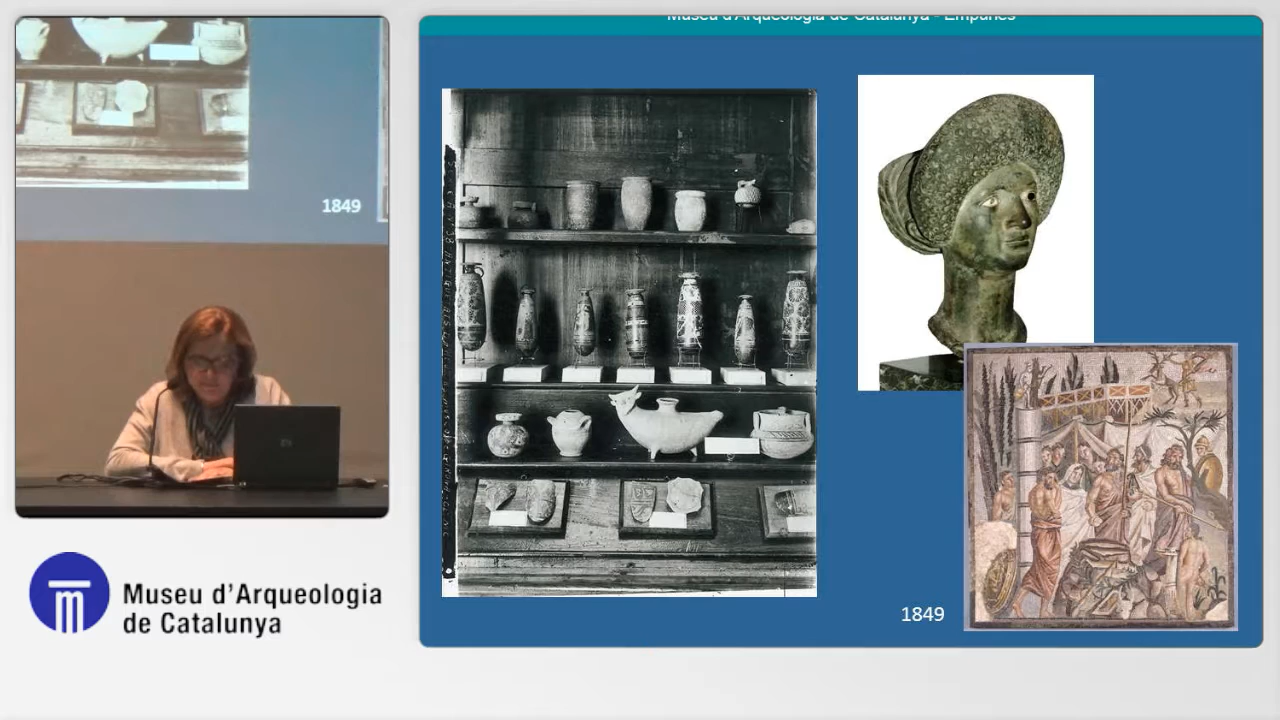 1849
Museu d'Arqueologia
de Catalunya
Museu d'Arqueologia de Catalunya - Empúries
1849